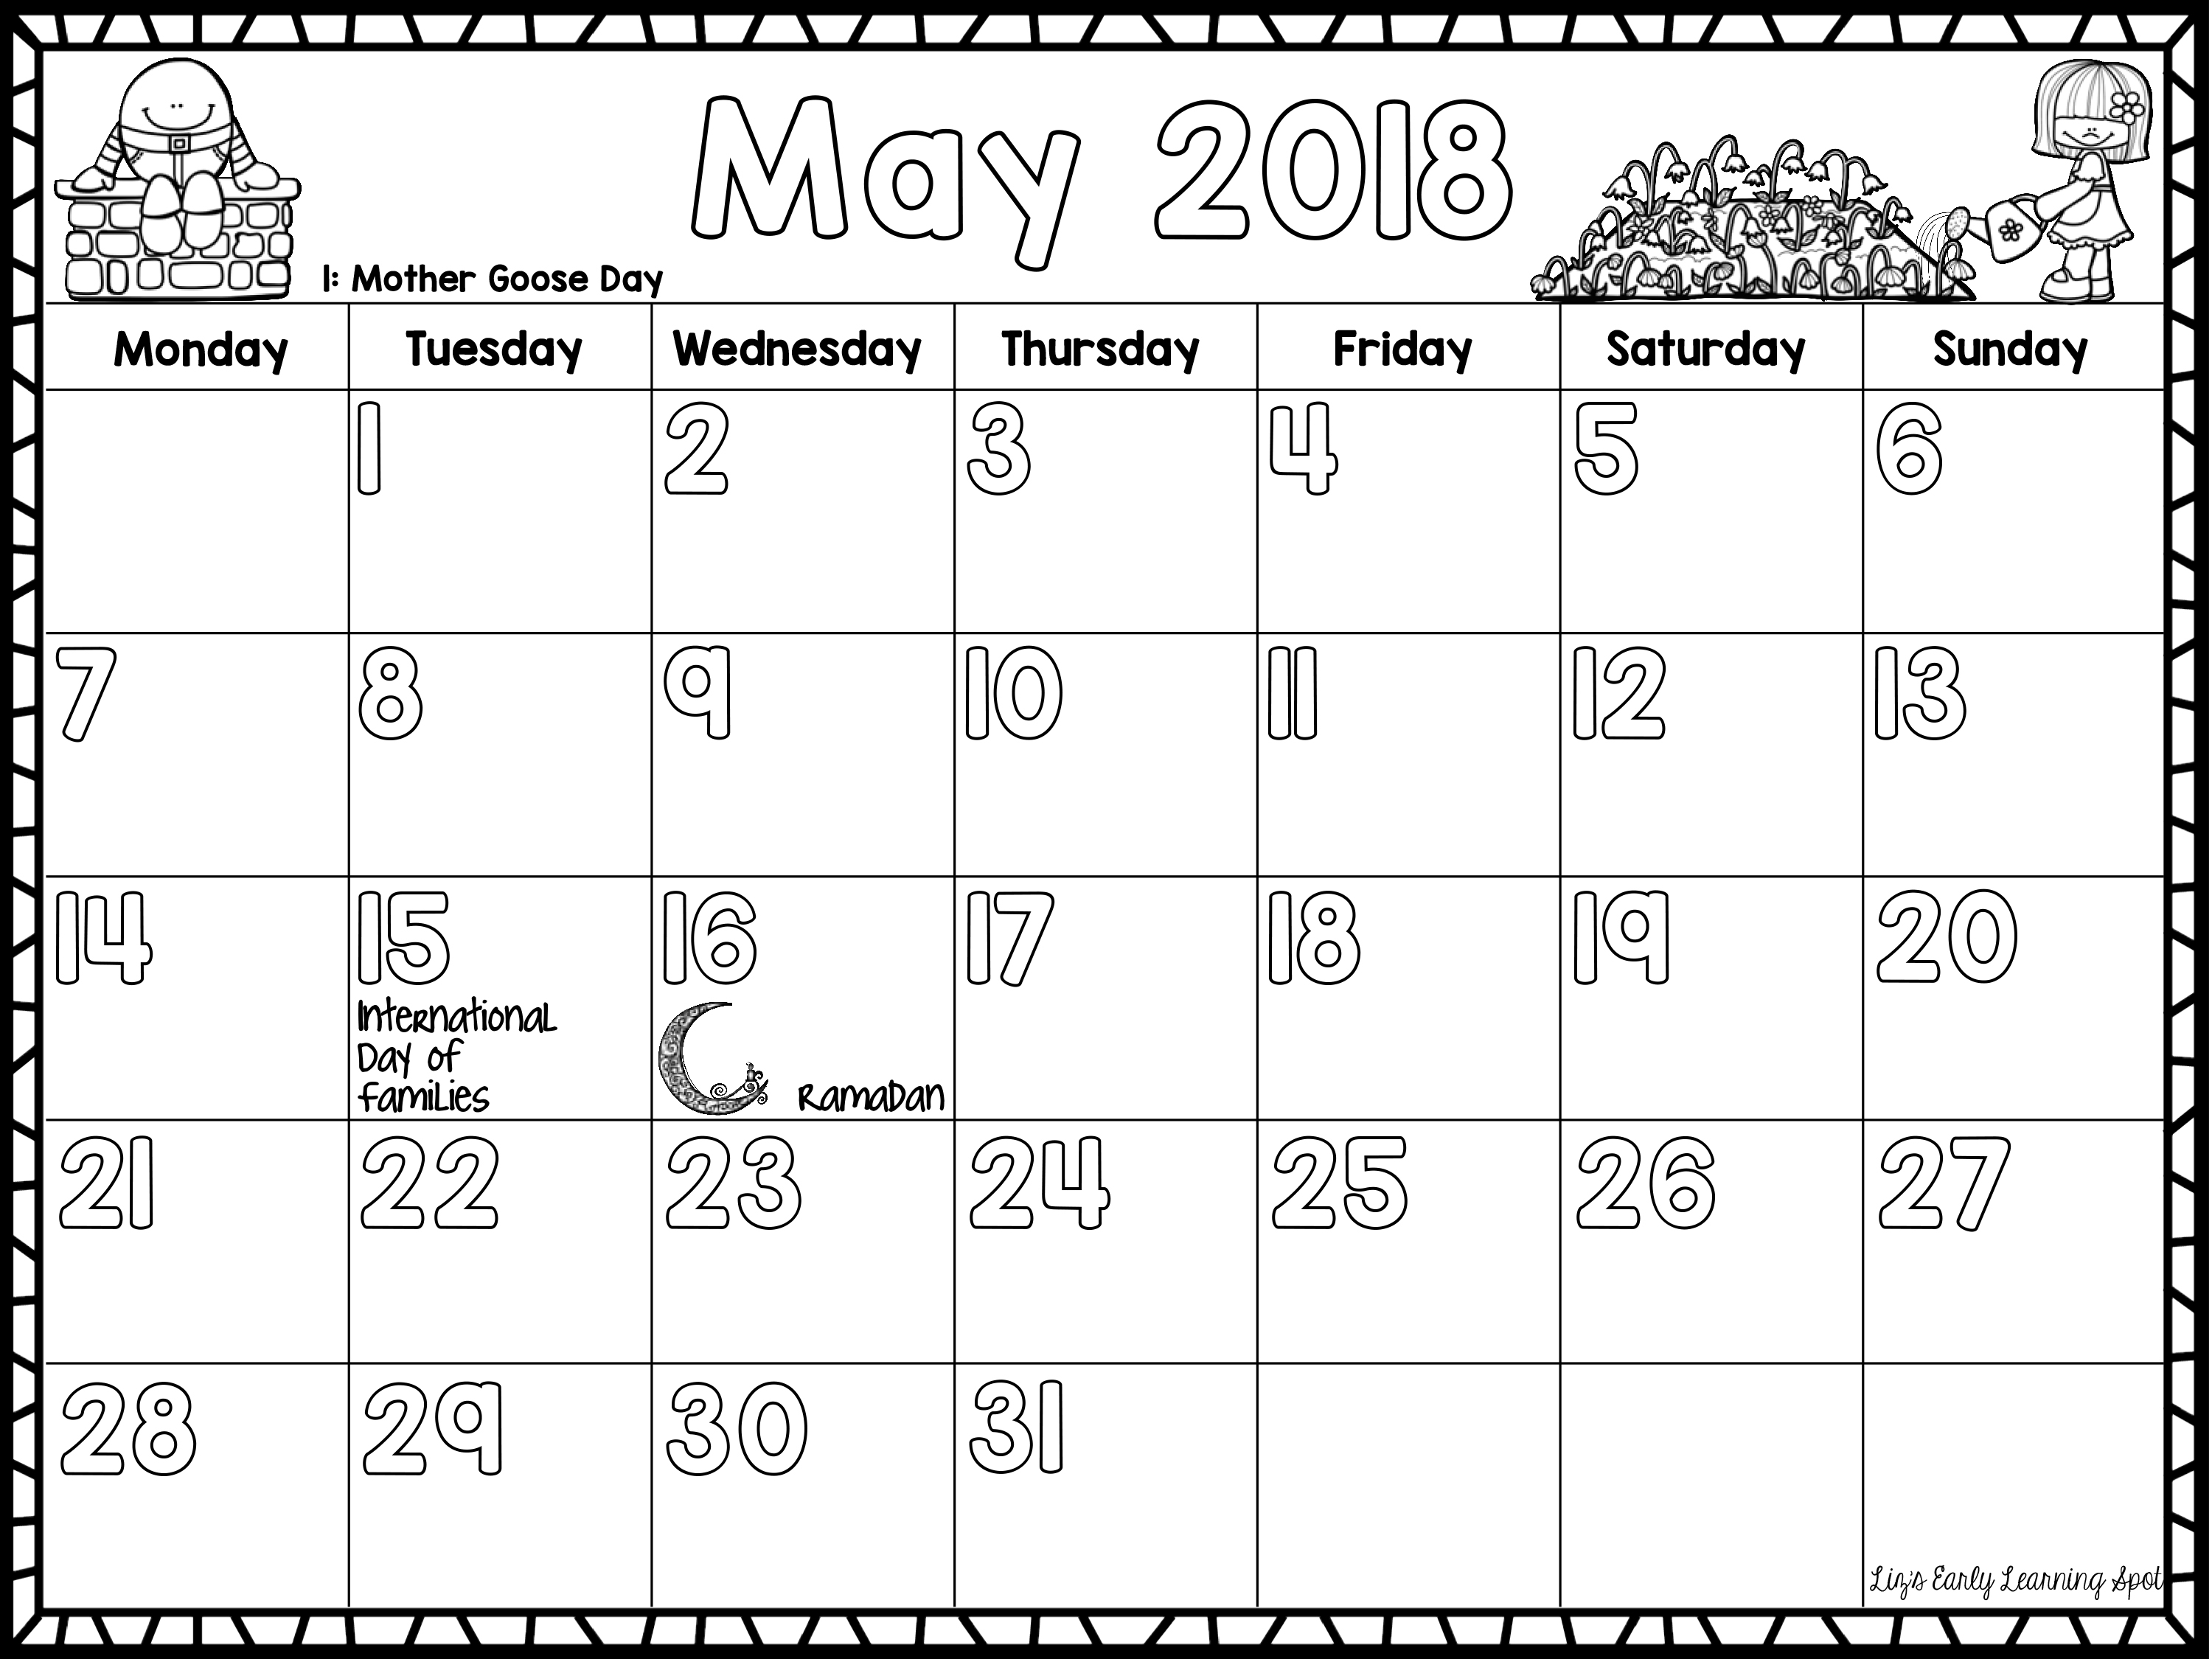 May 2018
1: Mother Goose Day
Monday Tuesday Wednesday Thursday Friday Saturday Sunday
1 2 3 4 5 6
7 8 9 10 11 12 13
14 15 16 17 18 19 20
International
Day of
Families
Ramadan
21 22 23 24 25 26 27
28 29 30 31
Liz's Early Learning Spot